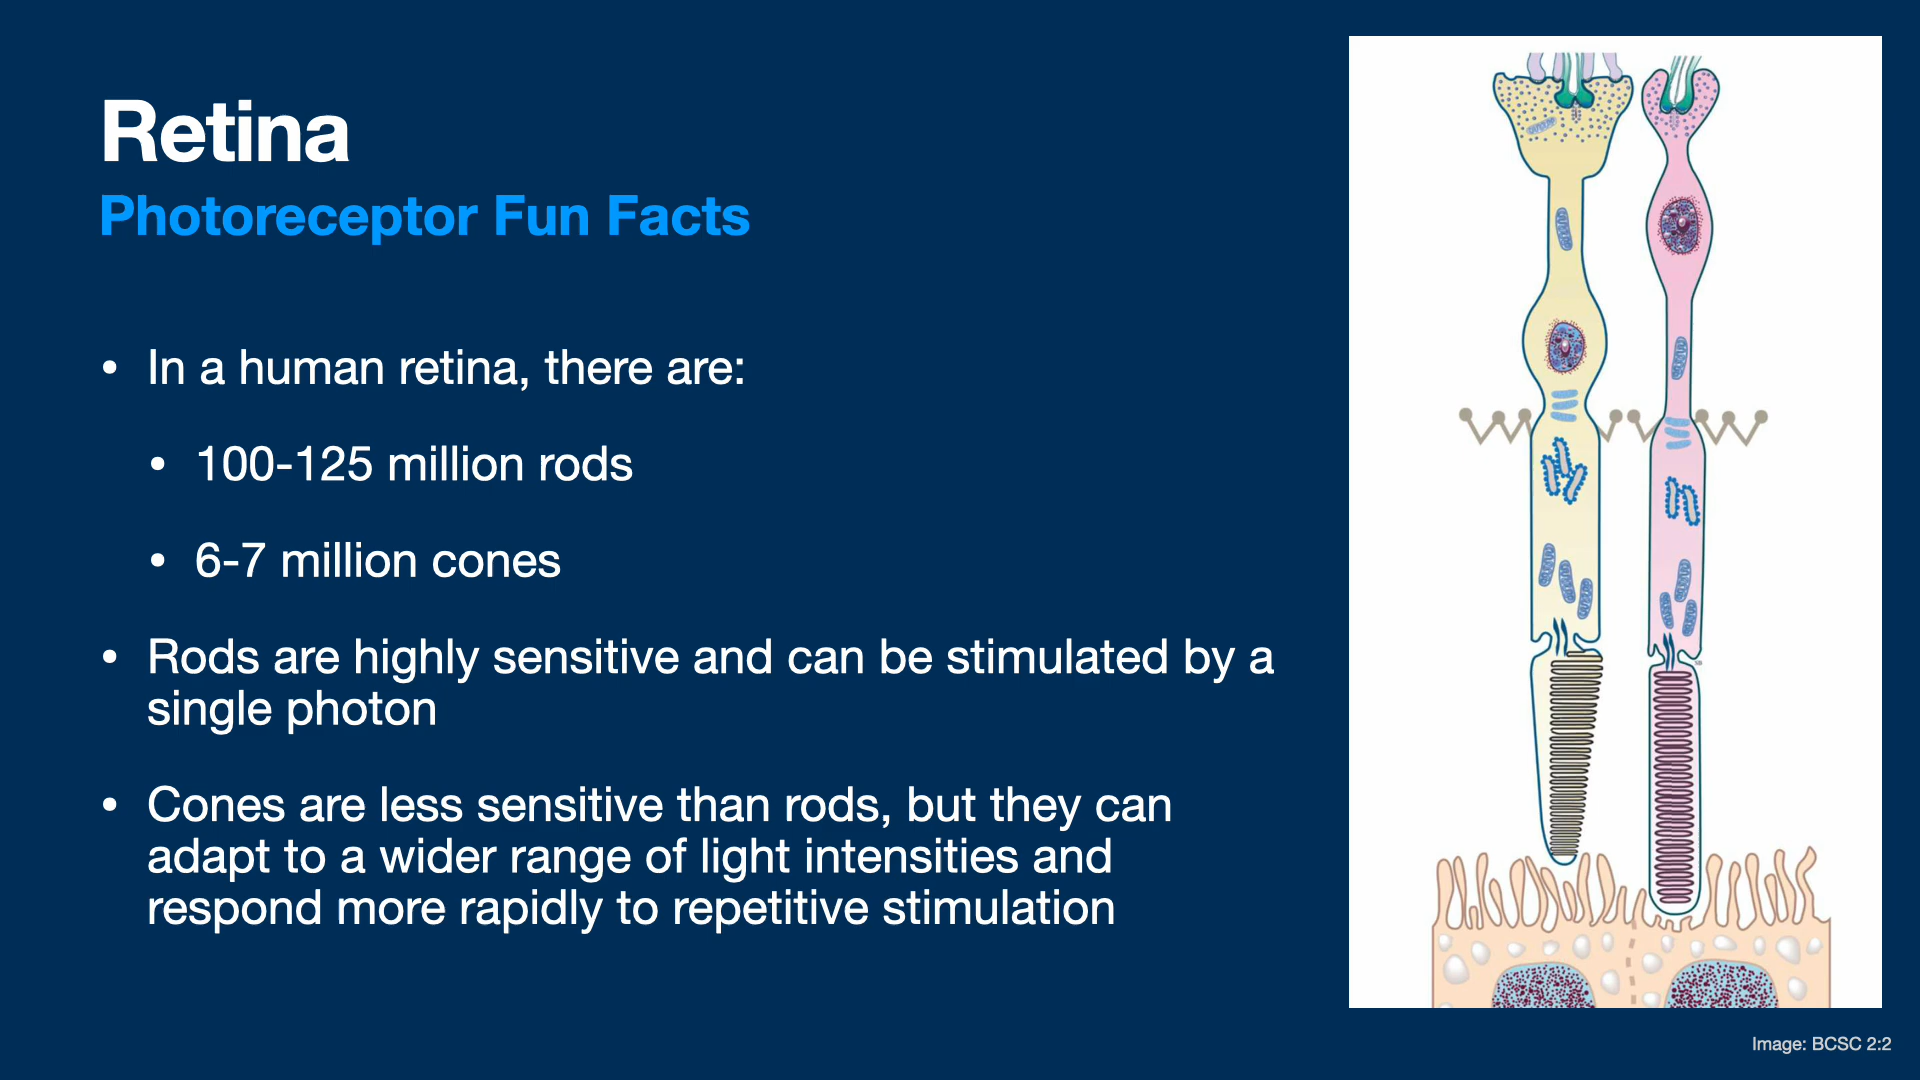 Retina
Photoreceptor Fun Facts
• In a human retina, there are:
• 100-125 million rods
• 6-7 million cones
• Rods are highly sensitive and can be stimulated by a
single photon
• Cones are less sensitive than rods, but they can
adapt to a wider range of light intensities and
respond more rapidly to repetitive stimulation
Image: BCSC 2:2